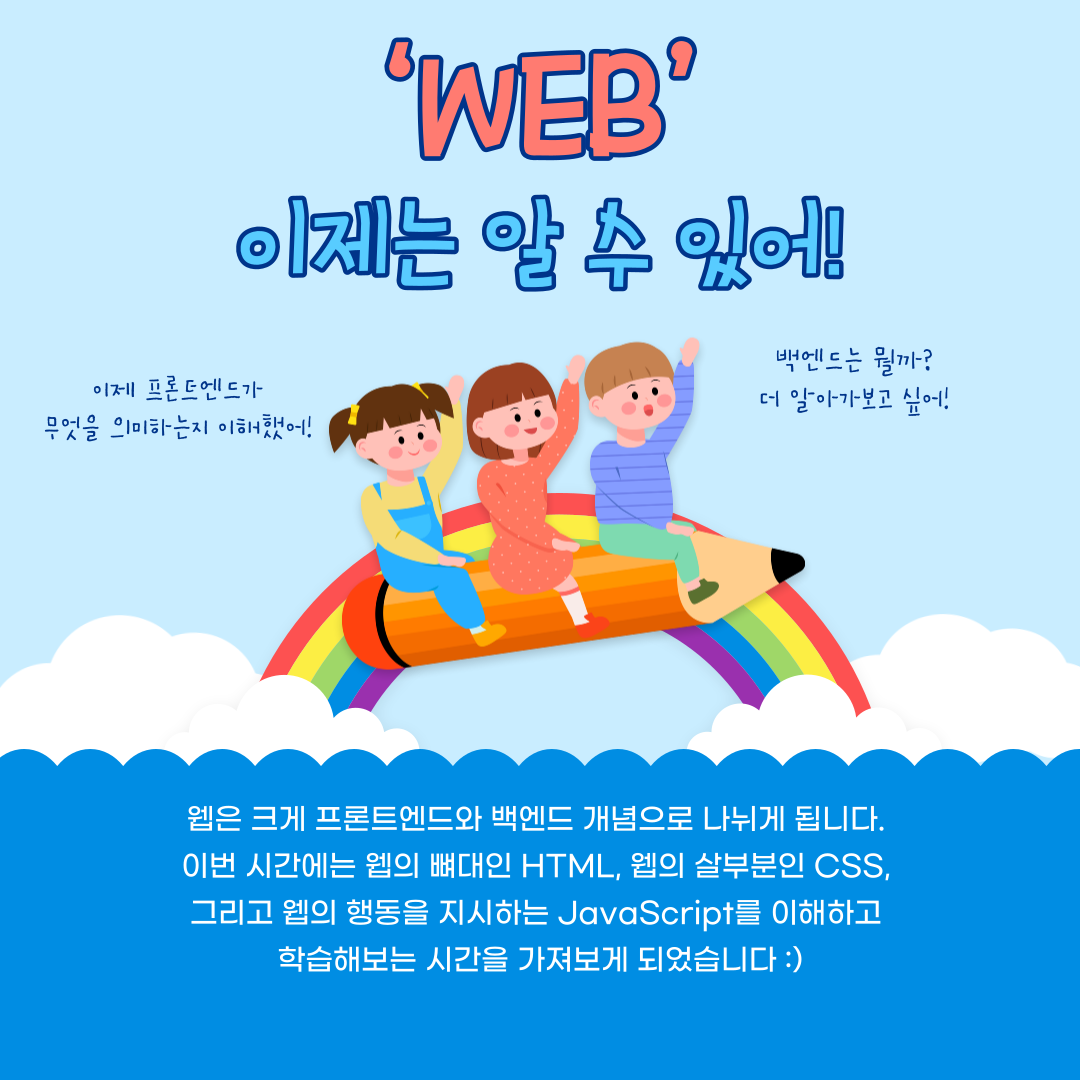 ‘WEB’
이제는 알 수 있어!
이제 프론트엔드가
무엇을 의미하는지 이해했어!
백엔드는 뭘까?
더 알아가보고 싶어!
웹은 크게 프론트엔드와 백엔드 개념으로 나뉘게 됩니다.
이번 시간에는 웹의 뼈대인 HTML, 웹의 살부분인 CSS,
그리고 웹의 행동을 지시하는 JavaScript를 이해하고
학습해보는 시간을 가져보게 되었습니다 :)